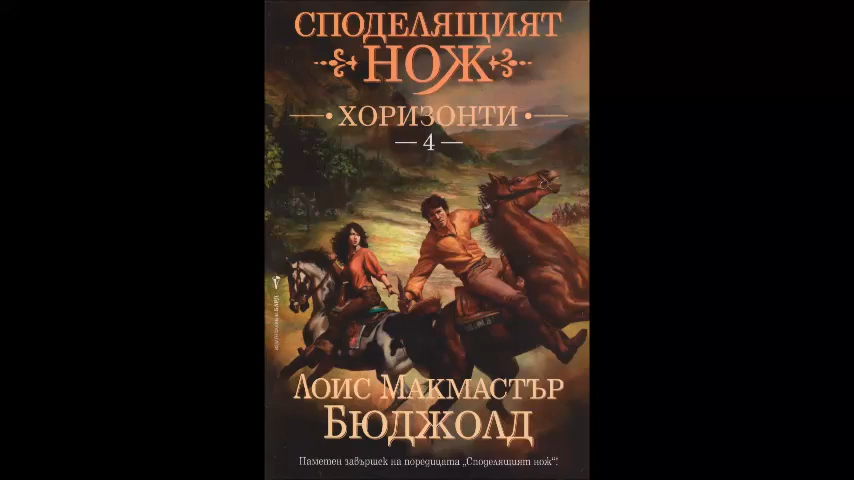 СПОДЕЛЯЩИЯТ
НОЖ
ХОРИЗОНТИ
— 4 —
ЛОИС МАКМАСТЪР
БЮДЖОЛД
Паметен завършек на поредицата „Споделящият нож“!